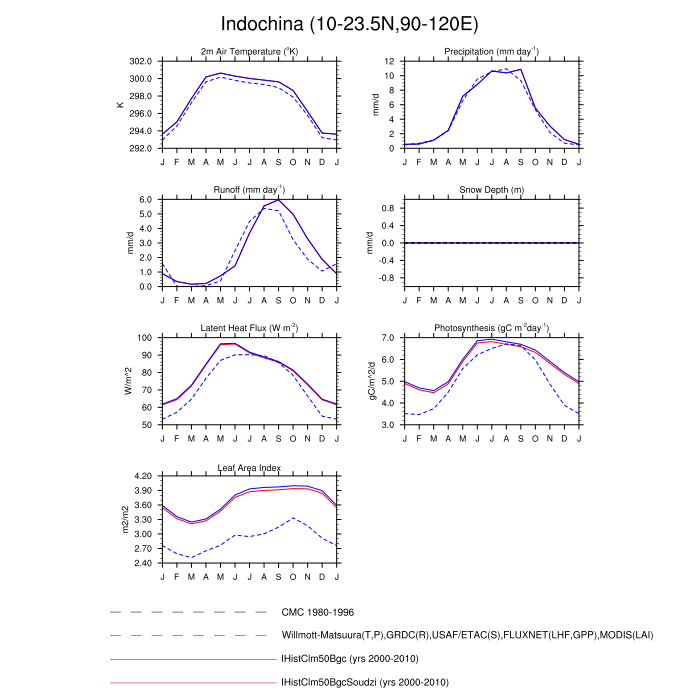 Indochina (10-23.5N,90-120E)
2m Air Temperature (°K)
Precipitation (mm day-1)
302.0
300.0
298.0
296.0
294.0
292.0
K
J F M A M J J A S O N D J
12
10
8
6
4
2
0
mm/d
J F M A M J J A S O N D J
Runoff (mm day-1)
Snow Depth (m)
6.0
5.0
4.0
3.0
2.0
1.0
0.0
mm/d
J F M A M J J A S O N D J
0.8
0.4
0.0
-0.4
-0.8
mm/d
J F M A M J J A S O N D J
Latent Heat Flux (W m-2)
Photosynthesis (gC m-2day-1)
100
90
80
70
60
50
W/m^2
J F M A M J J A S O N D J
7.0
6.0
5.0
4.0
3.0
gC/m^2/d
J F M A M J J A S O N D J
Leaf Area Index
4.20
3.90
3.60
3.30
3.00
2.70
2.40
m2/m2
J F M A M J J A S O N D J
CMC 1980-1996
Willmott-Matsuura(T,P),GRDC(R),USAF/ETAC(S),FLUXNET(LHF,GPP),MODIS(LAI)
IHistClm50Bgc (yrs 2000-2010)
IHistClm50BgcSoudzi (yrs 2000-2010)